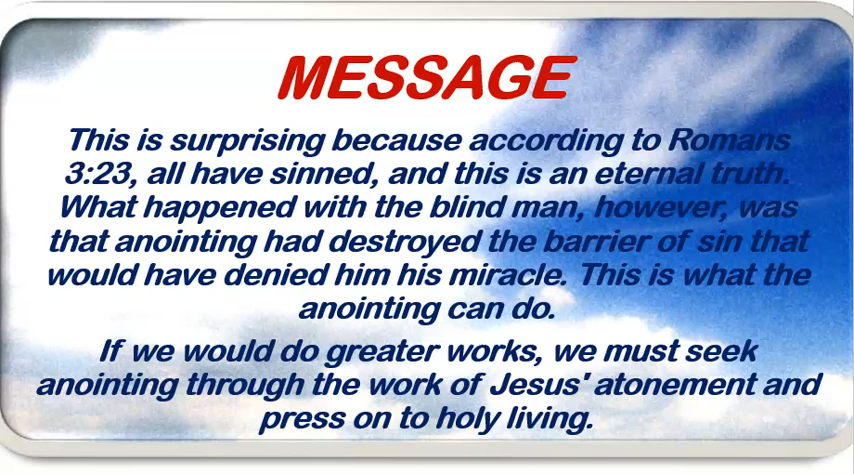 MESSAGE
This is surprising because according to Romans
3:23, all have sinned, and this is an eternal truth.
What happened with the blind man, however, was
that anointing had destroyed the barrier of sin that
would have denied him his miracle. This is what the
anointing can do.
If we would do greater works, we must seek
anointing through the work of Jesus' atonement and
press on to holy living.